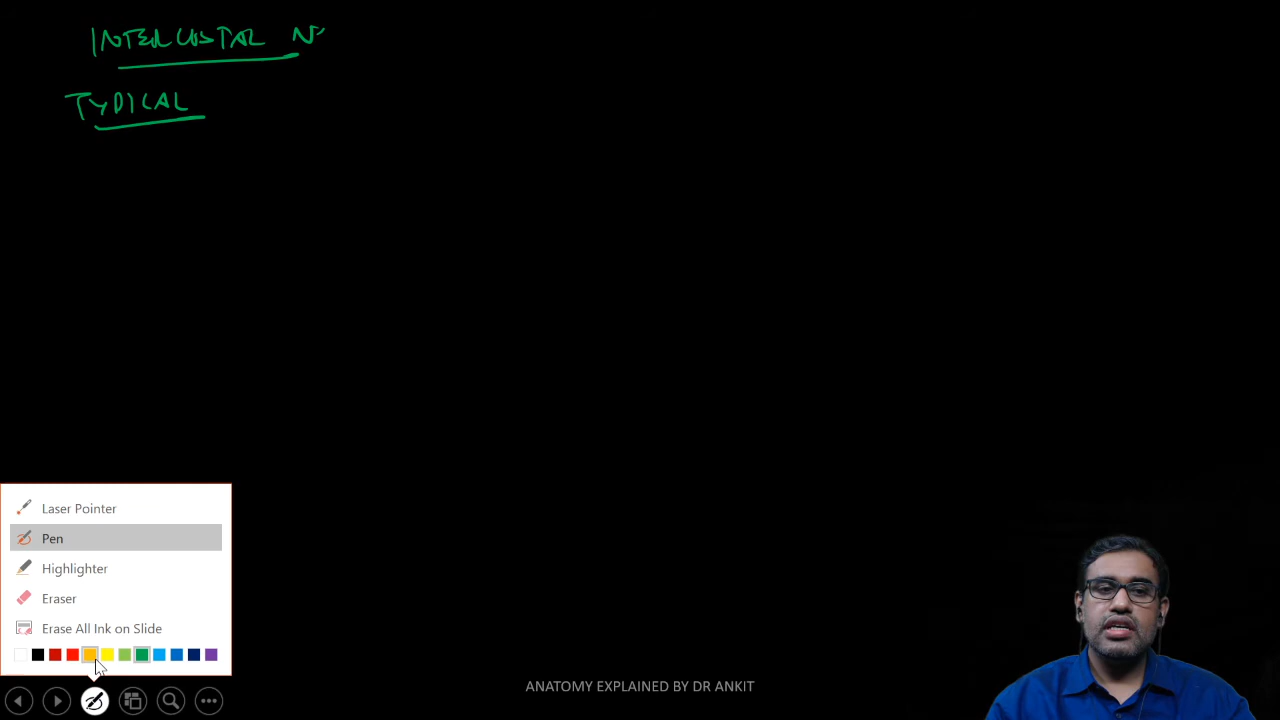 INTERCOSTAL N:
TYPICAL
Laser Pointer
Pen
Highlighter
Eraser
Erase All Ink on Slide
ANATOMY EXPLAINED BY DR ANKIT